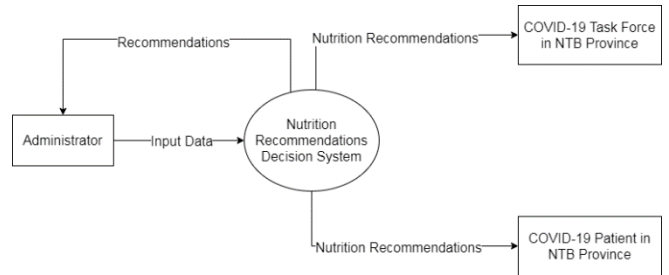 Recommendations
Nutrition Recommendations
COVID-19 Task Force
in NTB Province
Administrator
Input Data
Nutrition
Recommendations
Decision System
Nutrition Recommendations
COVID-19 Patient in
NTB Province